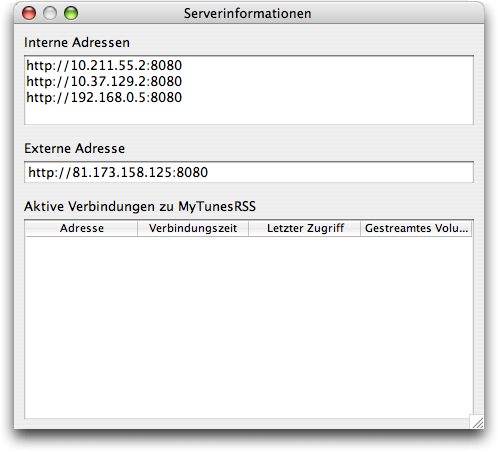 Serverinformationen
Interne Adressen
http://10.211.55.2:8080
http://10.37.129.2:8080
http://192.168.0.5:8080
Externe Adresse
http://81.173.158.125:8080
Aktive Verbindungen zu MyTunesRSS
Adresse Verbindungszeit Letzter Zugriff Gestreamtes Volu...